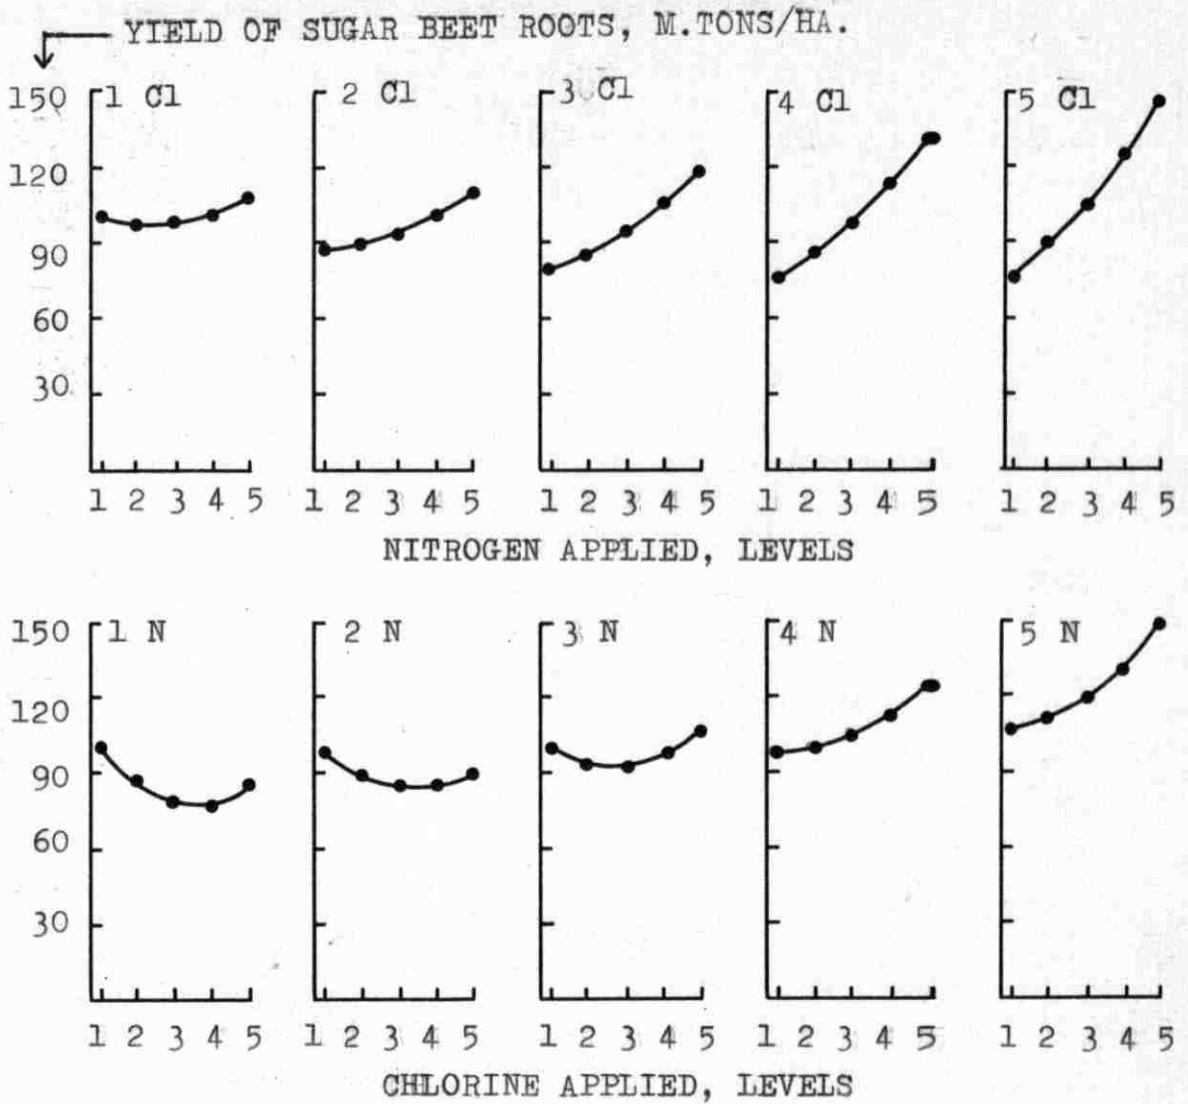 YIELD OF SUGAR BEET ROOTS, M.TONS/HA.
150 1 Cl 2 Cl 3 Cl 4 Cl 5 Cl
120
90
60
30
1 2 3 4 5 1 2 3 4 5 1 2 3 4 5 1 2 3 4 5 1 2 3 4 5
NITROGEN APPLIED, LEVELS
150 1 N 2 N 3 N 4 N 5 N
120
90
60
30
1 2 3 4 5 1 2 3 4 5 1 2 3 4 5 1 2 3 4 5 1 2 3 4 5
CHLORINE APPLIED, LEVELS